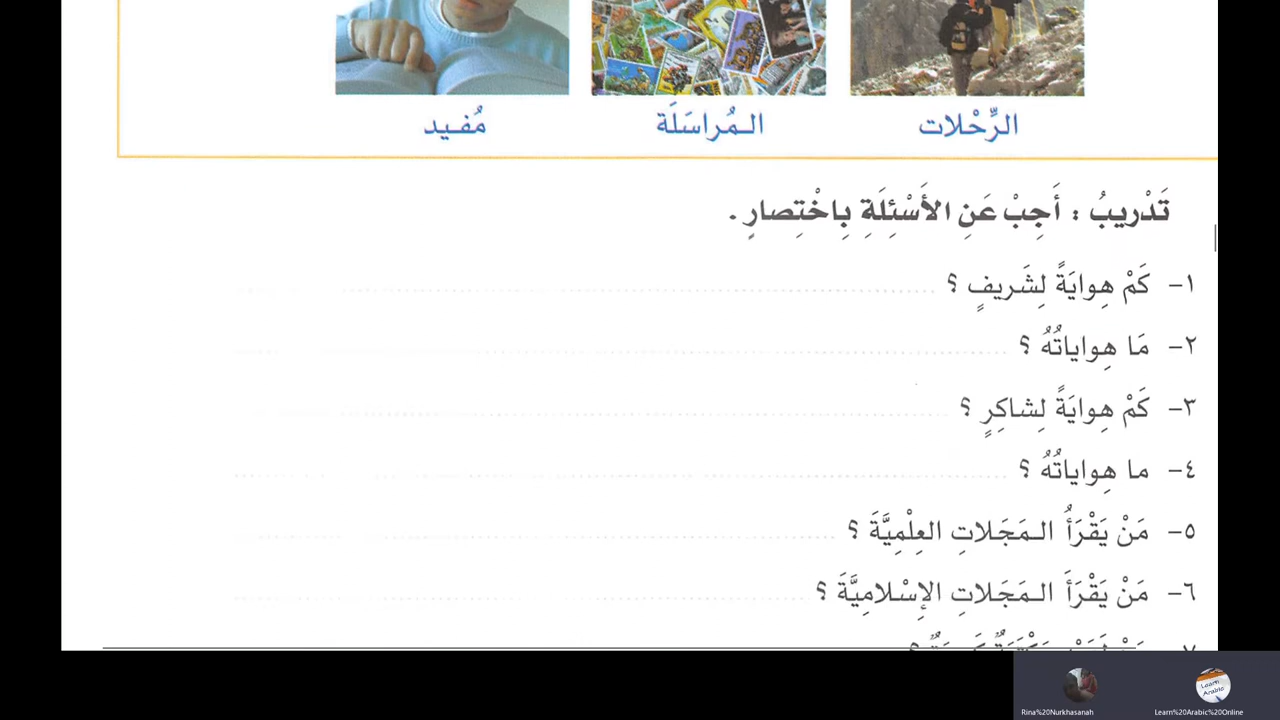 الرِّحْلات    الـمُراسَلَة    مُفـيد
تَدْريبُ : أَجِبْ عَنِ الأَسْئِلَةِ بِاخْتِصارٍ .
١- كَمْ هِوايَةً لِشَريفٍ ؟
٢- مَا هِواياتُهُ ؟
٣- كَمْ هِوايَةً لِشاكِرٍ ؟
٤- ما هِواياتُهُ ؟
٥- مَنْ يَقْرَأُ الـمَجَلاتِ العِلْمِيَّةَ ؟
٦- مَنْ يَقْرَأَ الـمَجَلاتِ الإِسْلامِيَّةَ ؟
Rina%20Nurkhasanah    Learn%20Arabic%20Online